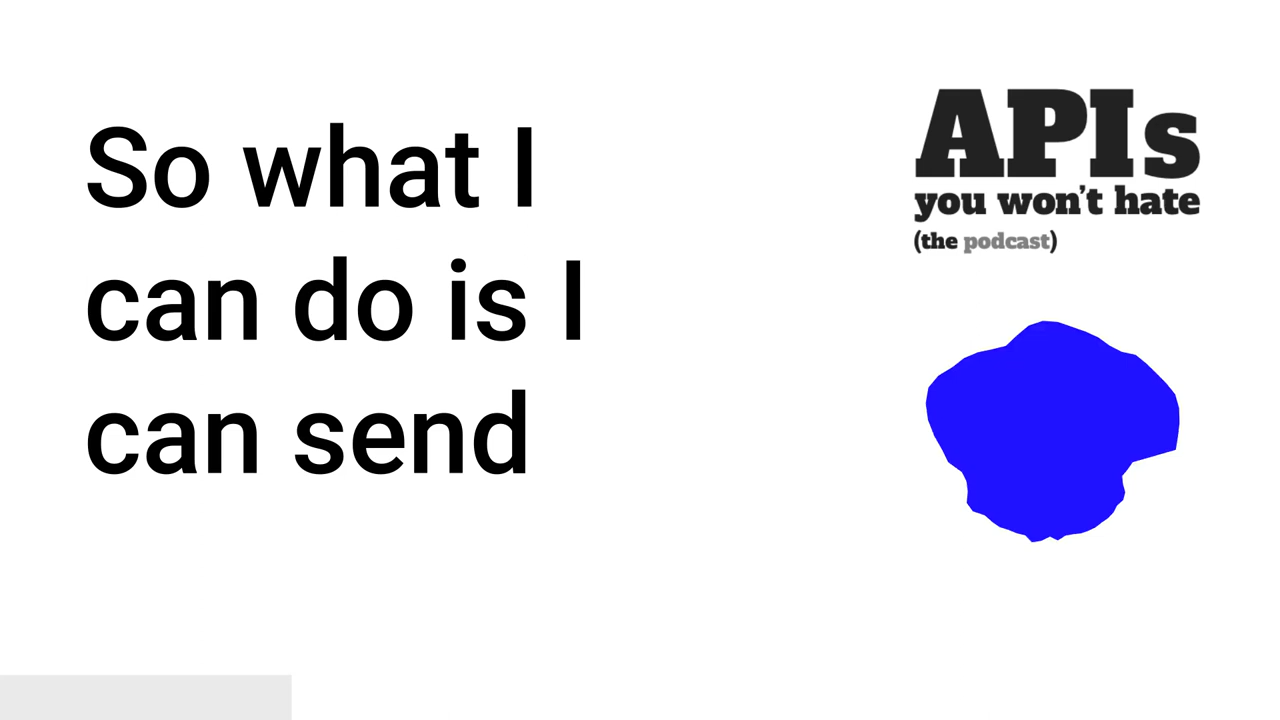 So what I
can do is I
can send
APIs
you won't hate
(the podcast)